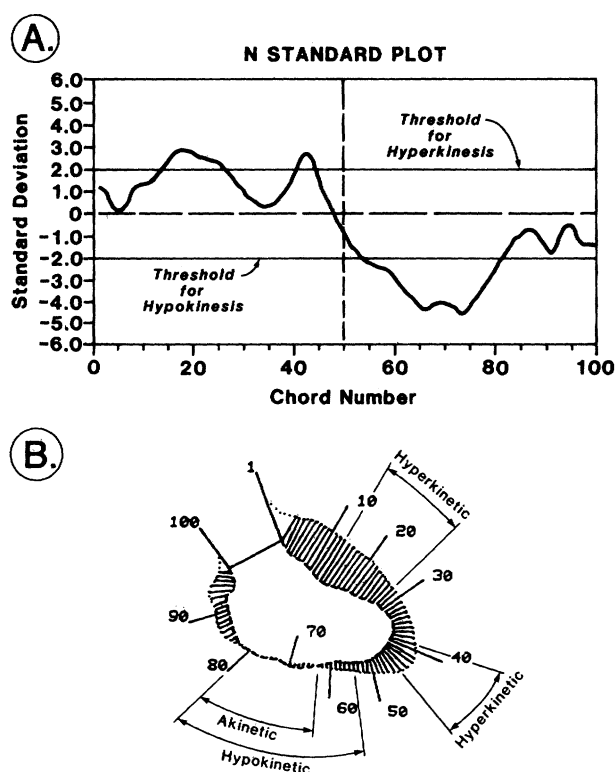 A.
N STANDARD PLOT
6.0
5.0
4.0
3.0
2.0
1.0
0
-1.0
-2.0
-3.0
-4.0
-5.0
-6.0
Standard Deviation
Threshold
for
Hyperkinesis
Threshold
for
Hypokinesis
0 20 40 60 80 100
Chord Number
B.
1
10
20
30
40
50
60
70
80
90
100
Hyperkinetic
Hyperkinetic
Akinetic
Hypokinetic